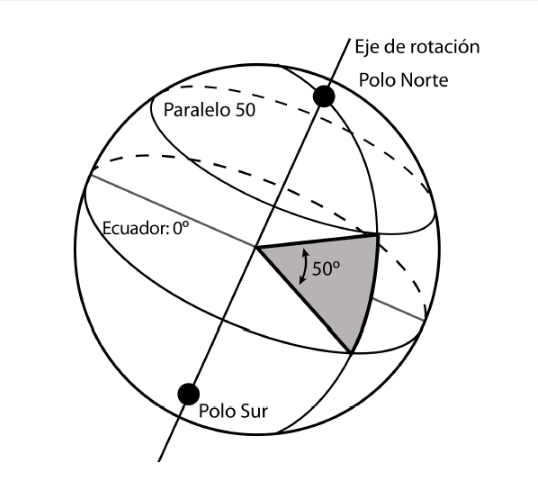 Eje de rotación
Polo Norte
Paralelo 50
Ecuador: 0º
50º
Polo Sur